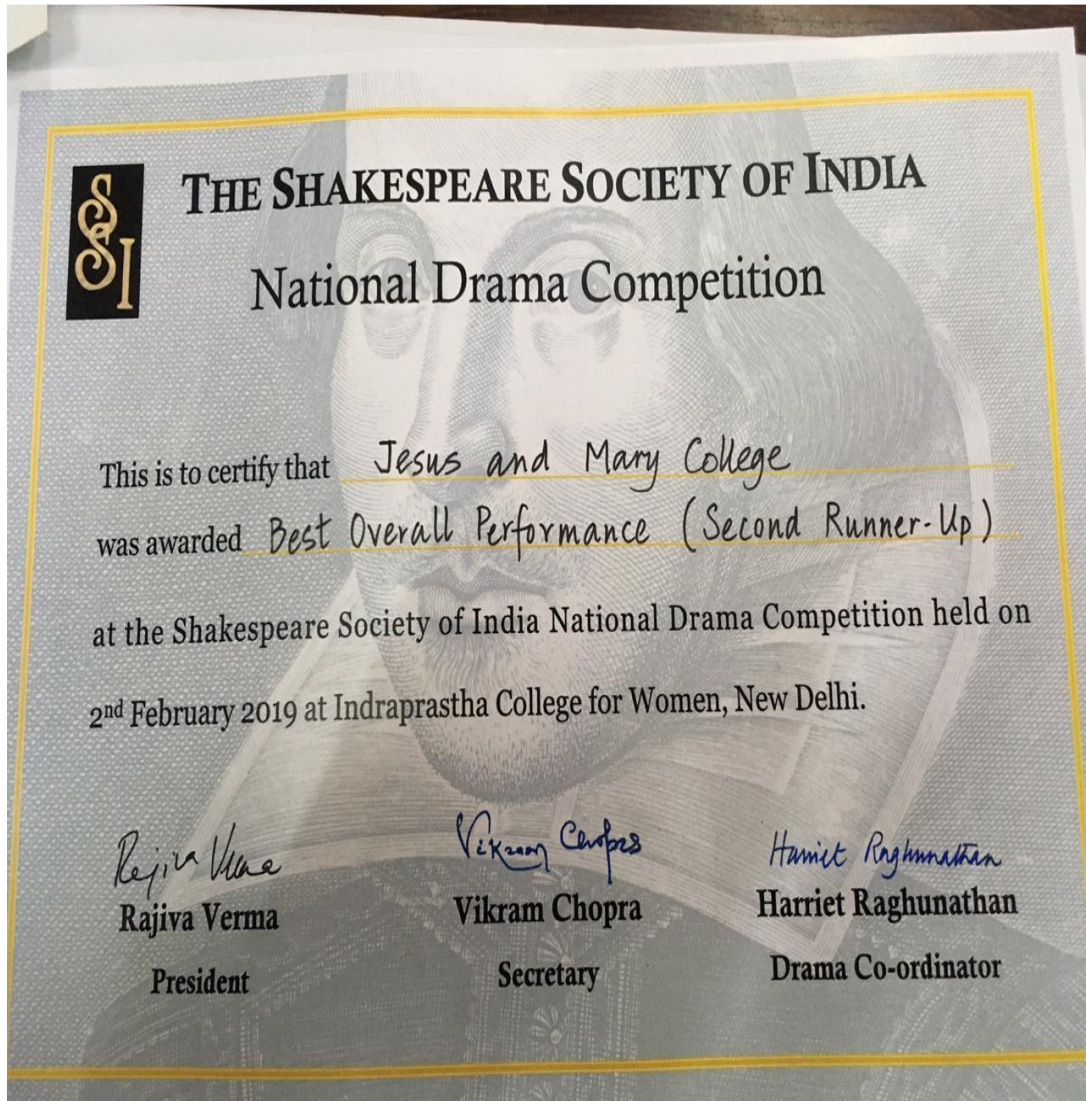 SSI
THE SHAKESPEARE SOCIETY OF INDIA
National Drama Competition
This is to certify that Jesus and Mary College
was awarded Best Overall Performance (Second Runner-Up)
at the Shakespeare Society of India National Drama Competition held on
2nd February 2019 at Indraprastha College for Women, New Delhi.
Rajiva Verma Vikram Chopra Harriet Raghunathan
Rajiva Verma Vikram Chopra Harriet Raghunathan
President Secretary Drama Co-ordinator